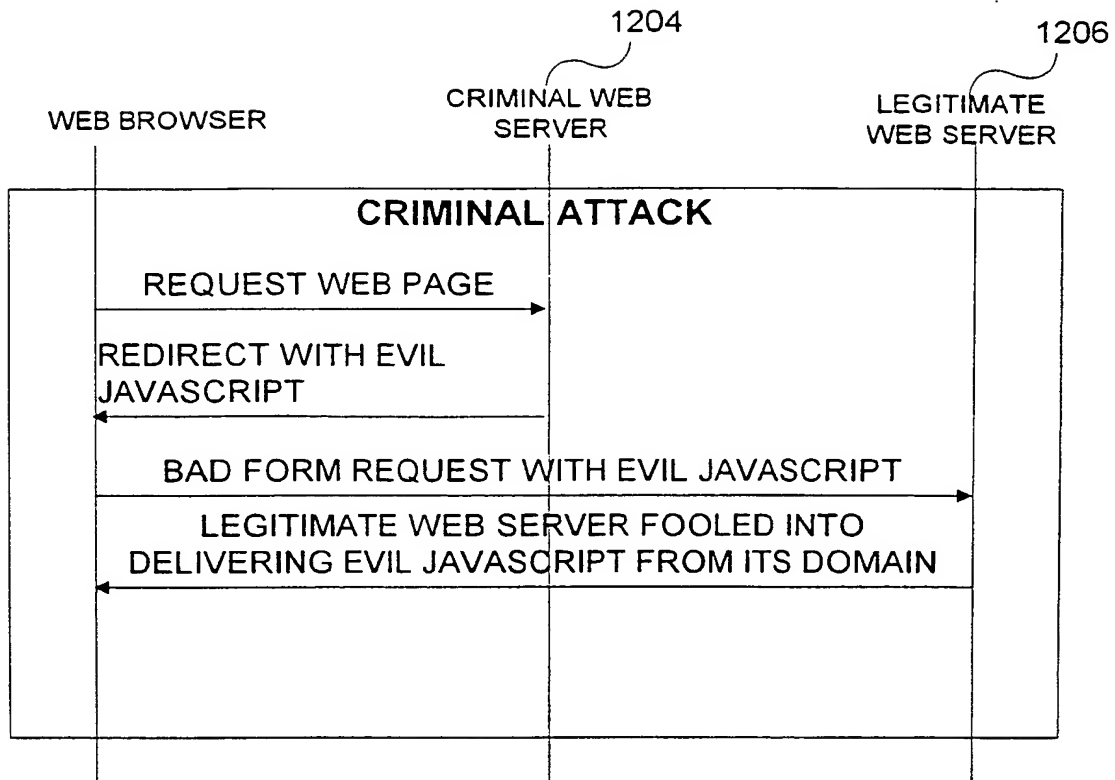 1204
1206
WEB BROWSER
CRIMINAL WEB
SERVER
LEGITIMATE
WEB SERVER
CRIMINAL ATTACK
REQUEST WEB PAGE
REDIRECT WITH EVIL
JAVASCRIPT
BAD FORM REQUEST WITH EVIL JAVASCRIPT
LEGITIMATE WEB SERVER FOOLED INTO
DELIVERING EVIL JAVASCRIPT FROM ITS DOMAIN